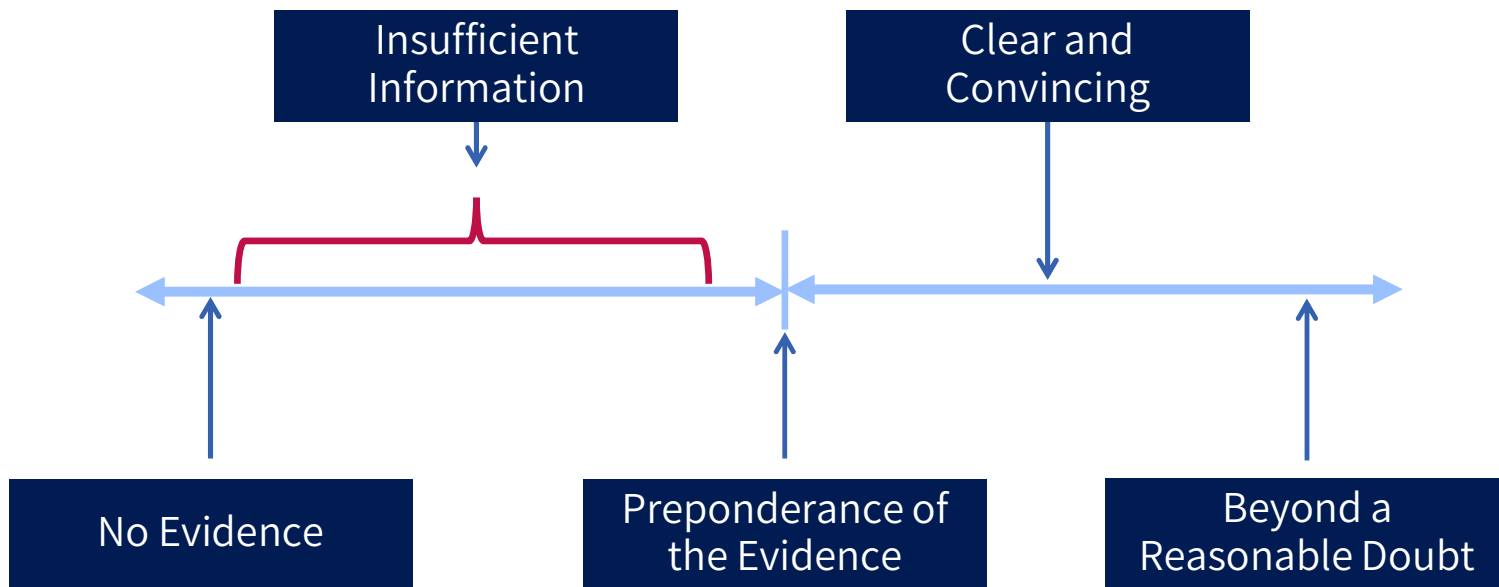 Insufficient
Information
Clear and
Convincing
No Evidence
Preponderance of
the Evidence
Beyond a
Reasonable Doubt